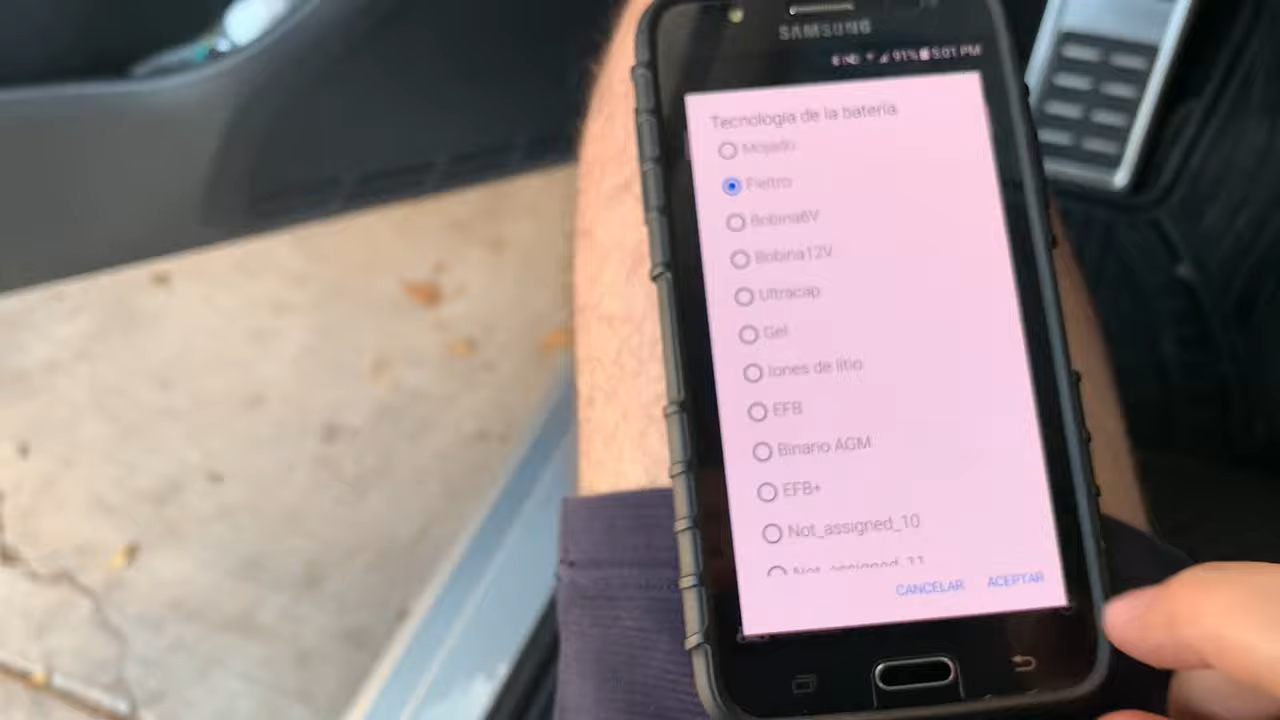 SAMSUNG
91% 5:01 PM
Tecnología de la batería
Mojado
Fieltro
Bobina6V
Bobina12V
Ultracap
Gel
Iones de litio
EFB
Binario AGM
EFB+
Not_assigned_10
Not_assigned_11
CANCELAR ACEPTAR